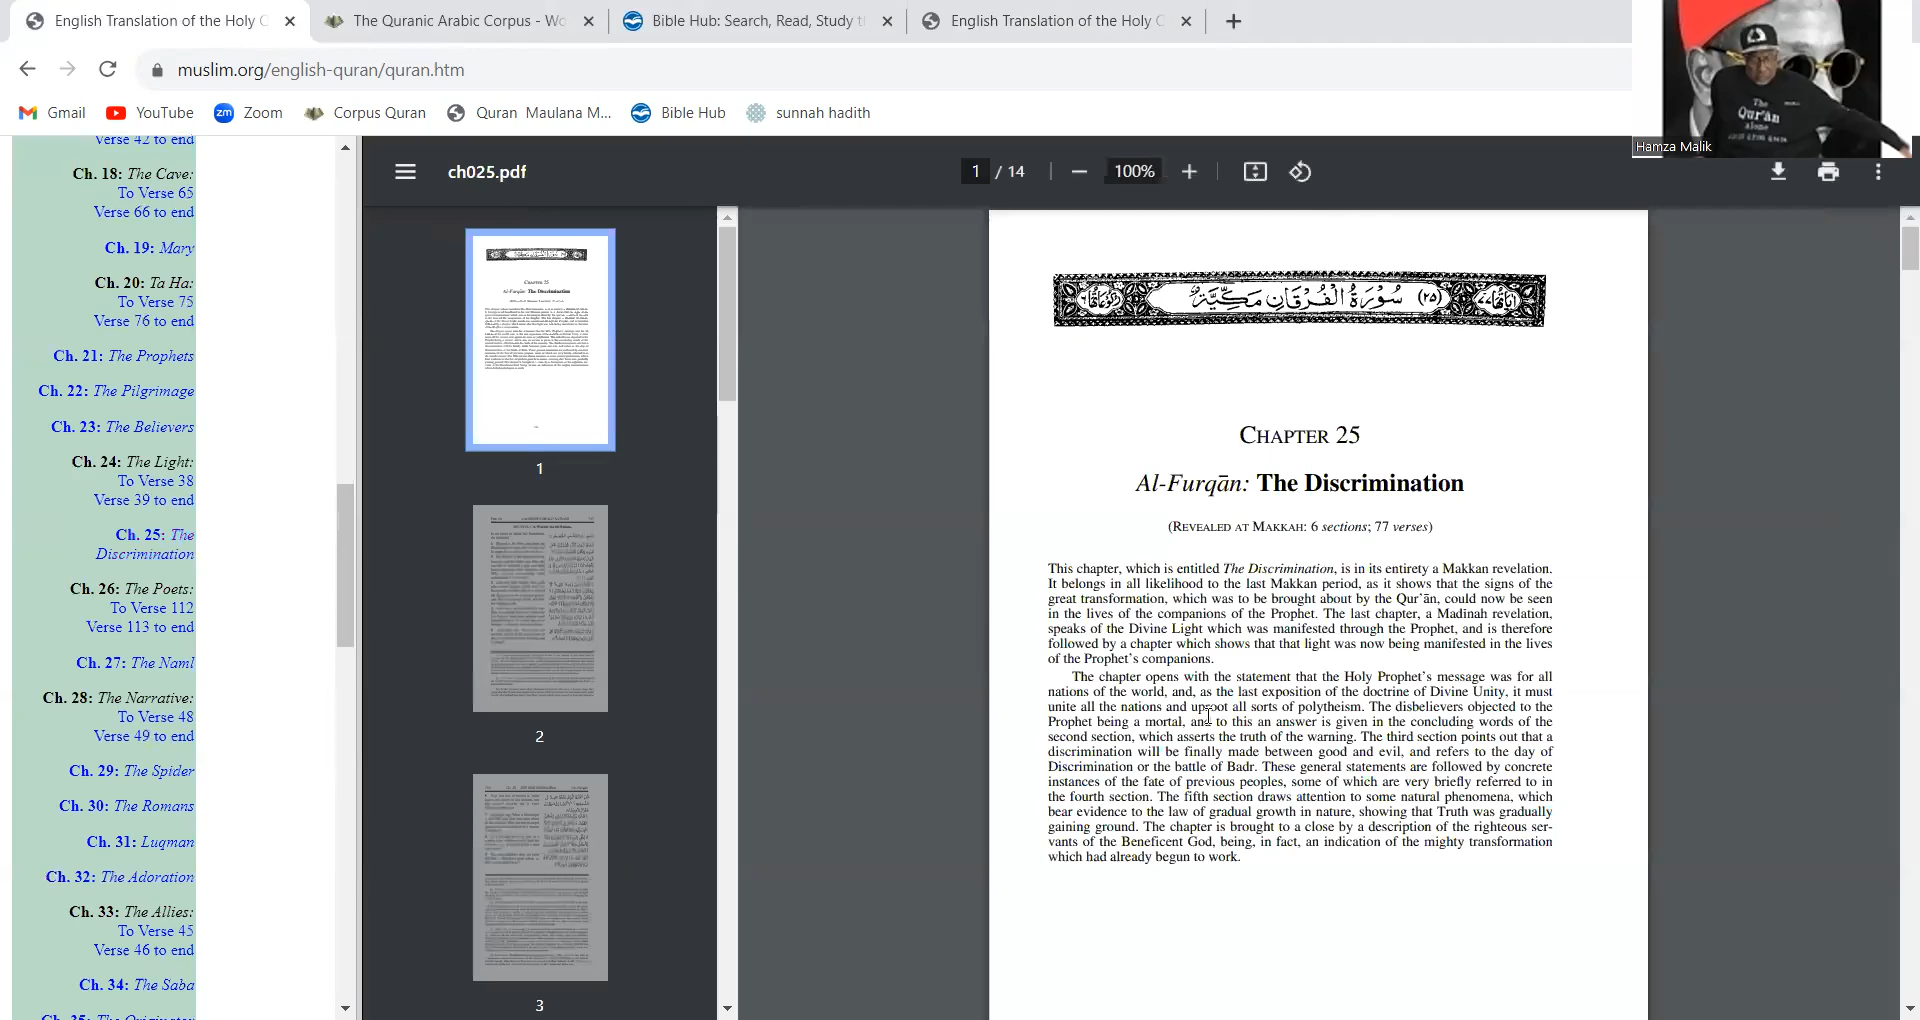 English Translation of the Holy
The Quranic Arabic Corpus - Wo
Bible Hub: Search, Read, Study
English Translation of the Holy
muslim.org/english-quran/quran.htm
Gmail YouTube Zoom Corpus Quran Quran Maulana M... Bible Hub sunnah hadith
The
Qur'ān
alone
Hamza Malik
Verse 42 to end
Ch. 18: The Cave:
To Verse 65
Verse 66 to end
Ch. 19: Mary
Ch. 20: Ta Ha:
To Verse 75
Verse 76 to end
Ch. 21: The Prophets
Ch. 22: The Pilgrimage
Ch. 23: The Believers
Ch. 24: The Light:
To Verse 38
Verse 39 to end
Ch. 25: The
Discrimination
Ch. 26: The Poets:
To Verse 112
Verse 113 to end
Ch. 27: The Naml
Ch. 28: The Narrative:
To Verse 48
Verse 49 to end
Ch. 29: The Spider
Ch. 30: The Romans
Ch. 31: Luqman
Ch. 32: The Adoration
Ch. 33: The Allies:
To Verse 45
Verse 46 to end
Ch. 34: The Saba
Ch. 35: The Originator
ch025.pdf 1 / 14 100%
1
2
3
سُورَةُ الْفُرْقَانِ مَكِّيَّةٌ (٢٥)
CHAPTER 25
Al-Furqān: The Discrimination
(REVEALED AT MAKKAH: 6 sections; 77 verses)
This chapter, which is entitled The Discrimination, is in its entirety a Makkan revelation.
It belongs in all likelihood to the last Makkan period, as it shows that the signs of the
great transformation, which was to be brought about by the Qur'ān, could now be seen
in the lives of the companions of the Prophet. The last chapter, a Madinah revelation,
speaks of the Divine Light which was manifested through the Prophet, and is therefore
followed by a chapter which shows that that light was now being manifested in the lives
of the Prophet's companions.
The chapter opens with the statement that the Holy Prophet's message was for all
nations of the world, and, as the last exposition of the doctrine of Divine Unity, it must
unite all the nations and uproot all sorts of polytheism. The disbelievers objected to the
Prophet being a mortal, and to this an answer is given in the concluding words of the
second section, which asserts the truth of the warning. The third section points out that a
discrimination will be finally made between good and evil, and refers to the day of
Discrimination or the battle of Badr. These general statements are followed by concrete
instances of the fate of previous peoples, some of which are very briefly referred to in
the fourth section. The fifth section draws attention to some natural phenomena, which
bear evidence to the law of gradual growth in nature, showing that Truth was gradually
gaining ground. The chapter is brought to a close by a description of the righteous ser-
vants of the Beneficent God, being, in fact, an indication of the mighty transformation
which had already begun to work.